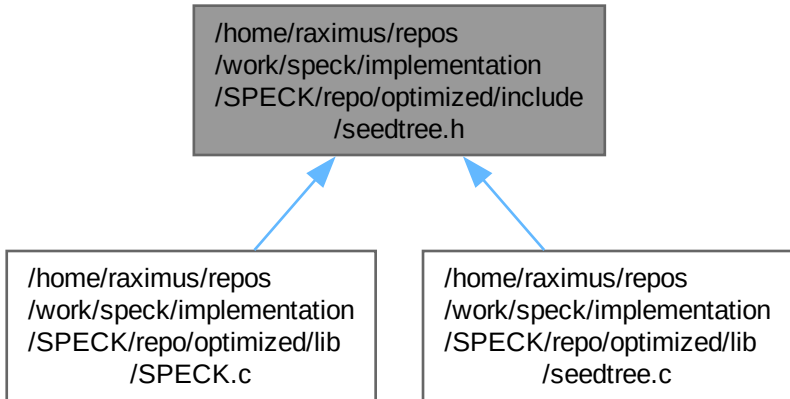 /home/raximus/repos
/work/speck/implementation
/SPECK/repo/optimized/include
/seedtree.h
/home/raximus/repos
/work/speck/implementation
/SPECK/repo/optimized/lib
/SPECK.c
/home/raximus/repos
/work/speck/implementation
/SPECK/repo/optimized/lib
/seedtree.c